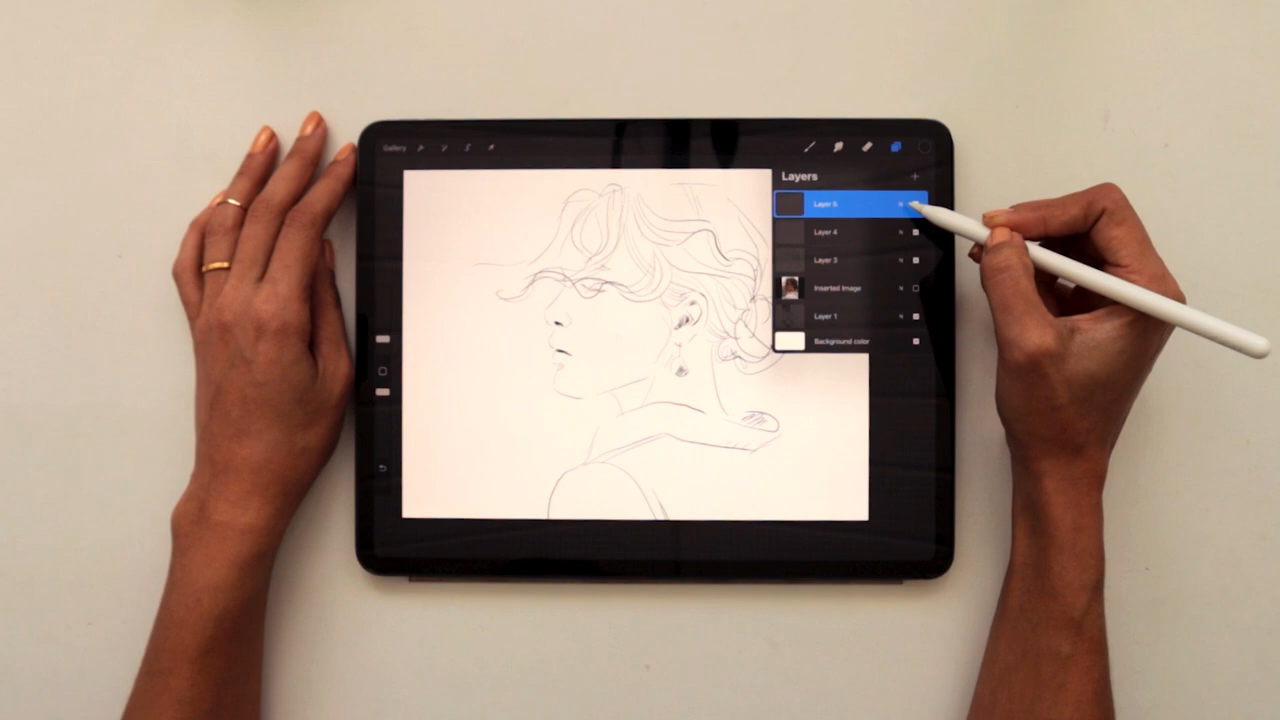 Gallery
Layers
Layer 5 N
Layer 4 N
Layer 3 N
Inserted Image N
Layer 1 N
Background color